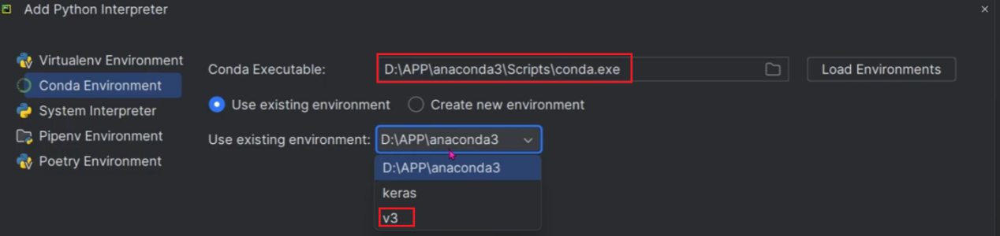 Add Python Interpreter
Virtualenv Environment
Conda Environment
System Interpreter
Pipenv Environment
Poetry Environment
Conda Executable: D:\APP\anaconda3\Scripts\conda.exe Load Environments
Use existing environment Create new environment
Use existing environment: D:\APP\anaconda3
D:\APP\anaconda3
keras
v3